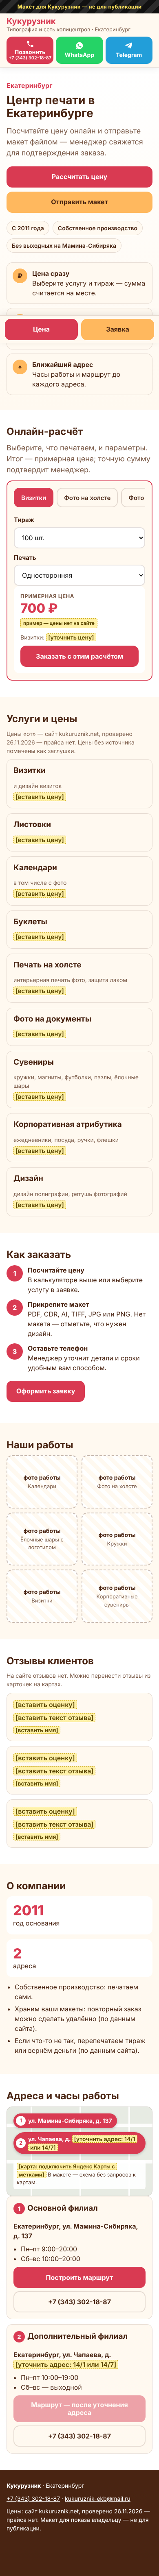 Макет для Кукурузник — не для публикации
Кукурузник
Типография и сеть копицентров · Екатеринбург
Позвонить
+7 (343) 302-18-87
WhatsApp
Telegram
Екатеринбург
Центр печати в
Екатеринбурге
Посчитайте цену онлайн и отправьте
макет файлом — менеджер свяжется
для подтверждения заказа.
Рассчитать цену
Отправить макет
С 2011 года
Собственное производство
Без выходных на Мамина-Сибиряка
₽
Цена сразу
Выберите услугу и тираж — сумма
считается на месте.
Цена
Заявка
Ближайший адрес
Часы работы и маршрут до
каждого адреса.
Онлайн-расчёт
Выберите, что печатаем, и параметры.
Итог — примерная цена; точную сумму
подтвердит менеджер.
Визитки
Фото на холсте
Фото
Тираж
100 шт.
Печать
Односторонняя
ПРИМЕРНАЯ ЦЕНА
700 ₽
пример — цены нет на сайте
Визитки: [уточнить цену]
Заказать с этим расчётом
Услуги и цены
Цены «от» — сайт kukuruznik.net, проверено
26.11.2026 — прайса нет. Цены без источника
помечены как заглушки.
Визитки
и дизайн визиток
[вставить цену]
Листовки
[вставить цену]
Календари
в том числе с фото
[вставить цену]
Буклеты
[вставить цену]
Печать на холсте
интерьерная печать фото, защита лаком
[вставить цену]
Фото на документы
[вставить цену]
Сувениры
кружки, магниты, футболки, пазлы, ёлочные
шары
[вставить цену]
Корпоративная атрибутика
ежедневники, посуда, ручки, флешки
[вставить цену]
Дизайн
дизайн полиграфии, ретушь фотографий
[вставить цену]
Как заказать
1
Посчитайте цену
В калькуляторе выше или выберите
услугу в заявке.
2
Прикрепите макет
PDF, CDR, AI, TIFF, JPG или PNG. Нет
макета — отметьте, что нужен
дизайн.
3
Оставьте телефон
Менеджер уточнит детали и сроки
удобным вам способом.
Оформить заявку
Наши работы
фото работы
Календари
фото работы
Фото на холсте
фото работы
Ёлочные шары с
логотипом
фото работы
Кружки
фото работы
Визитки
фото работы
Корпоративные
сувениры
Отзывы клиентов
На сайте отзывов нет. Можно перенести отзывы из
карточек на картах.
[вставить оценку]
[вставить текст отзыва]
[вставить имя]
[вставить оценку]
[вставить текст отзыва]
[вставить имя]
[вставить оценку]
[вставить текст отзыва]
[вставить имя]
О компании
2011
год основания
2
адреса
Собственное производство: печатаем
сами.
Храним ваши макеты: повторный заказ
можно сделать удалённо (по данным
сайта).
Если что-то не так, перепечатаем тираж
или вернём деньги (по данным сайта).
Адреса и часы работы
1 ул. Мамина-Сибиряка, д. 137
2 ул. Чапаева, д. [уточнить адрес: 14/1
или 14/7]
[карта: подключить Яндекс Карты с
метками] В макете — схема без запросов к
картам.
1 Основной филиал
Екатеринбург, ул. Мамина-Сибиряка,
д. 137
Пн–пт 9:00–20:00
Сб–вс 10:00–20:00
Построить маршрут
+7 (343) 302-18-87
2 Дополнительный филиал
Екатеринбург, ул. Чапаева, д.
[уточнить адрес: 14/1 или 14/7]
Пн–пт 10:00–19:00
Сб–вс — выходной
Маршрут — после уточнения
адреса
+7 (343) 302-18-87
Кукурузник · Екатеринбург
+7 (343) 302-18-87 · kukuruznik-ekb@mail.ru
Цены: сайт kukuruznik.net, проверено 26.11.2026 —
прайса нет. Макет для показа владельцу — не для
публикации.